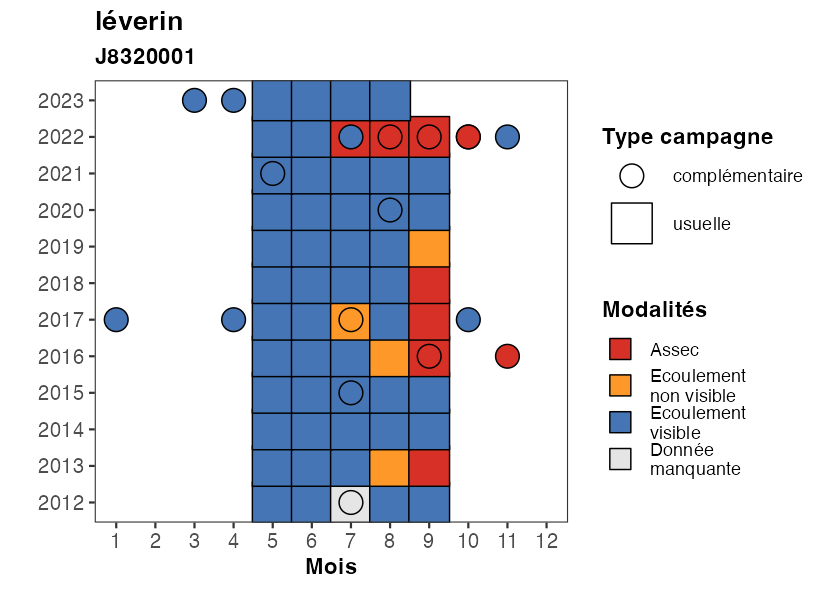 léverin
J8320001
2023
2022
2021
2020
2019
2018
2017
2016
2015
2014
2013
2012
1 2 3 4 5 6 7 8 9 10 11 12
Mois
Type campagne
complémentaire
usuelle
Modalités
Assec
Ecoulement
non visible
Ecoulement
visible
Donnée
manquante